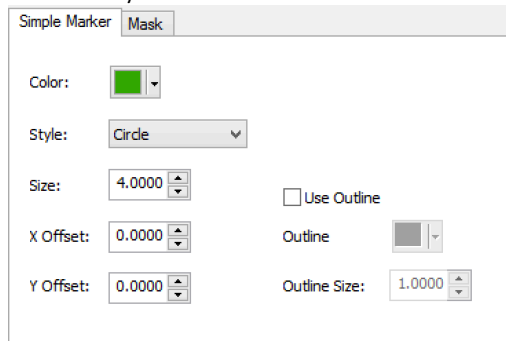 Simple Marker Mask
Color:
Style: Circle
Size: 4.0000
Use Outline
X Offset: 0.0000 Outline
Y Offset: 0.0000 Outline Size: 1.0000